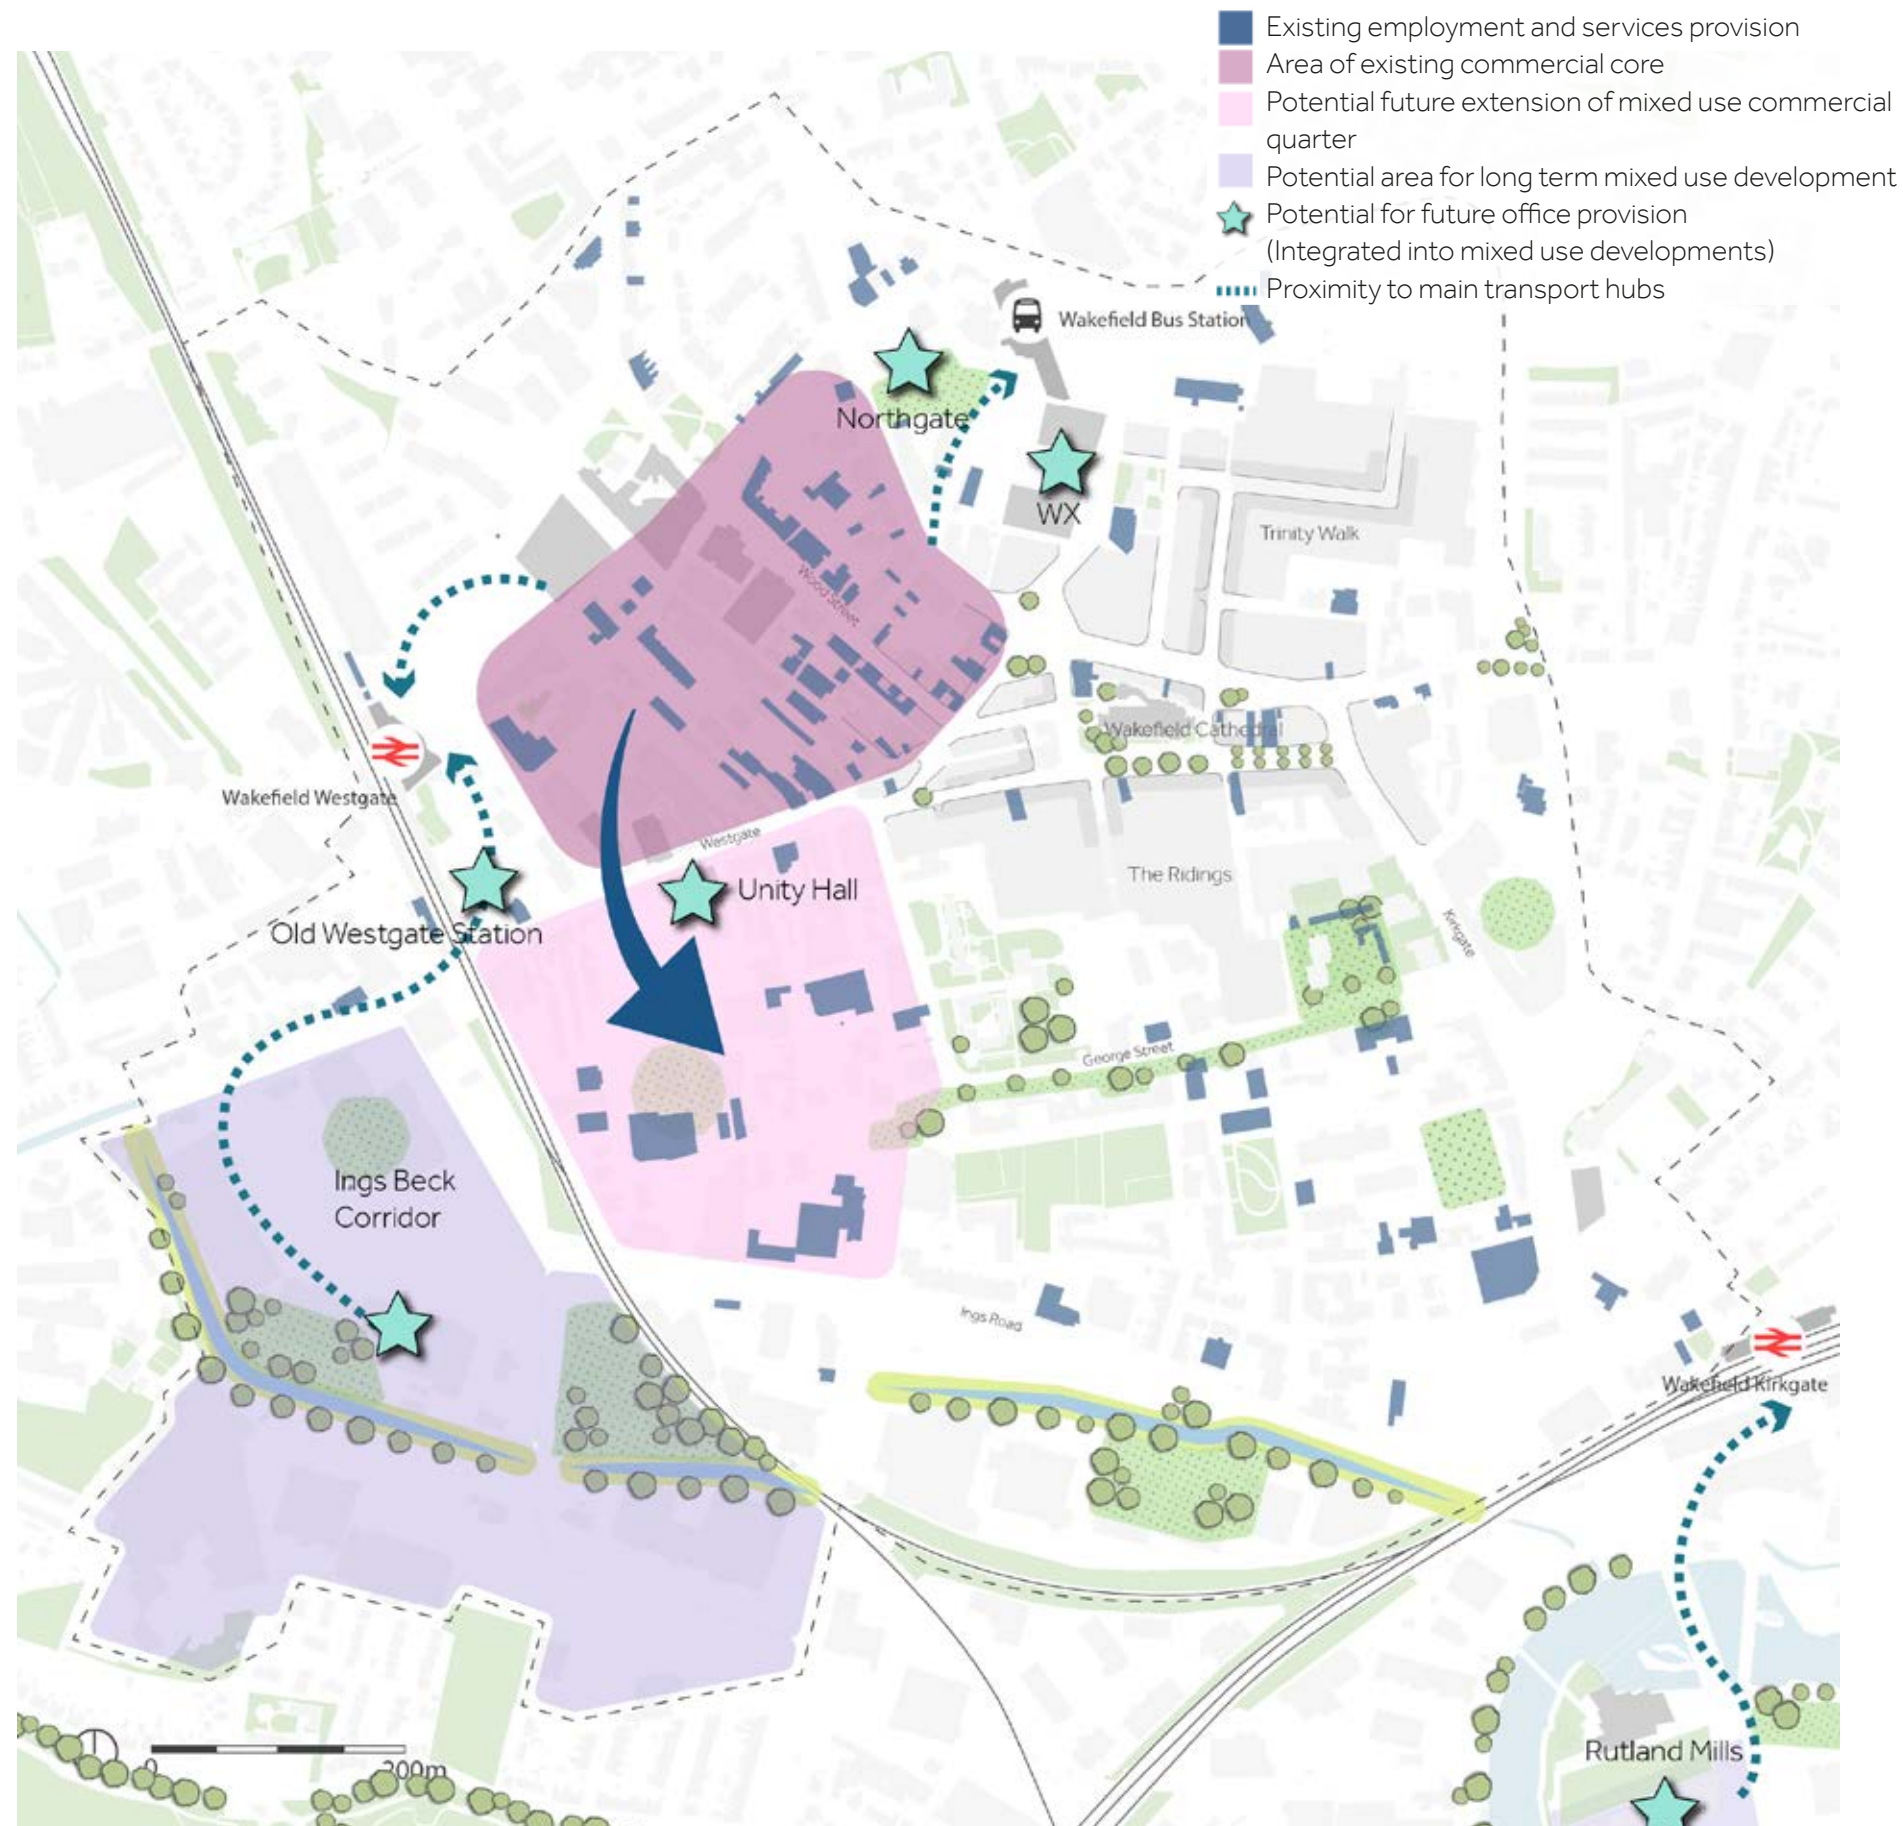 Existing employment and services provision
Area of existing commercial core
Potential future extension of mixed use commercial
quarter
Potential area for long term mixed use development
Potential for future office provision
(Integrated into mixed use developments)
Proximity to main transport hubs
Wakefield Bus Station
Northgate
WX
Trinity Walk
Wood Street
Wakefield Cathedral
Wakefield Westgate
Westgate
The Ridings
Unity Hall
Old Westgate Station
Kirkgate
George Street
Ings Beck
Corridor
Ings Road
Wakefield Kirkgate
Rutland Mills
0
200m